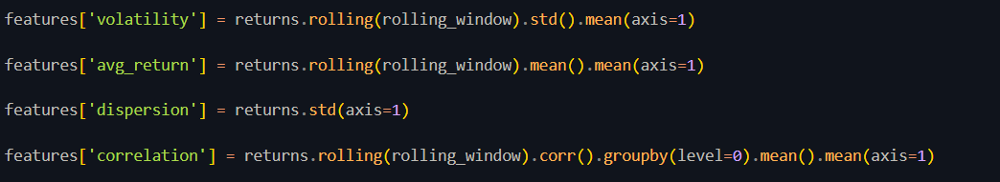 features['volatility'] = returns.rolling(rolling_window).std().mean(axis=1)
features['avg_return'] = returns.rolling(rolling_window).mean().mean(axis=1)
features['dispersion'] = returns.std(axis=1)
features['correlation'] = returns.rolling(rolling_window).corr().groupby(level=0).mean().mean(axis=1)